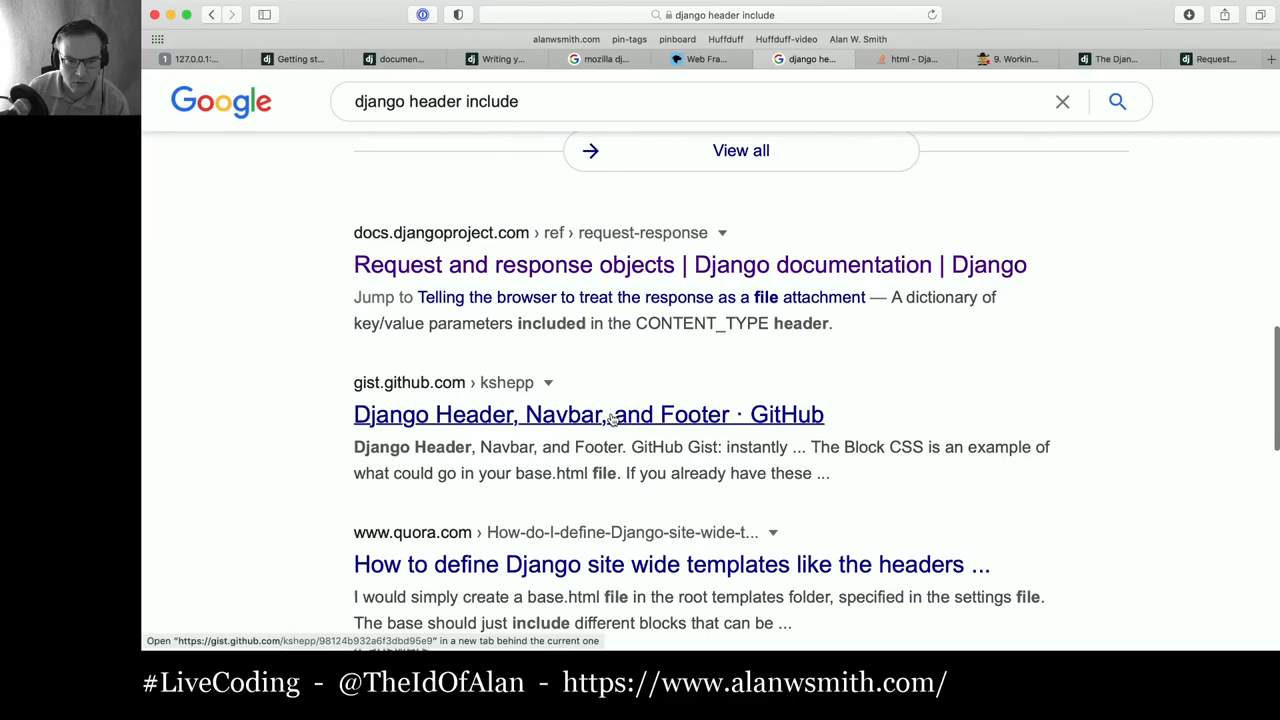 django header include
alanwsmith.com pin-tags pinboard Huffduff Huffduff-video Alan W. Smith
1 127.0.0.1:... dj Getting st... dj documen... dj Writing y... mozilla dj... Web Fra... django he... html - Dja... 9. Workin... dj The Djan... dj Request...
Google django header include
View all
docs.djangoproject.com › ref › request-response
Request and response objects | Django documentation | Django
Jump to Telling the browser to treat the response as a file attachment — A dictionary of
key/value parameters included in the CONTENT_TYPE header.
gist.github.com › kshepp
Django Header, Navbar, and Footer · GitHub
Django Header, Navbar, and Footer. GitHub Gist: instantly ... The Block CSS is an example of
what could go in your base.html file. If you already have these ...
www.quora.com › How-do-I-define-Django-site-wide-t...
How to define Django site wide templates like the headers ...
I would simply create a base.html file in the root templates folder, specified in the settings file.
The base should just include different blocks that can be ...
Open "https://gist.github.com/kshepp/98124b932a6f3dbd95e9" in a new tab behind the current one
#LiveCoding - @TheIdOfAlan - https://www.alanwsmith.com/